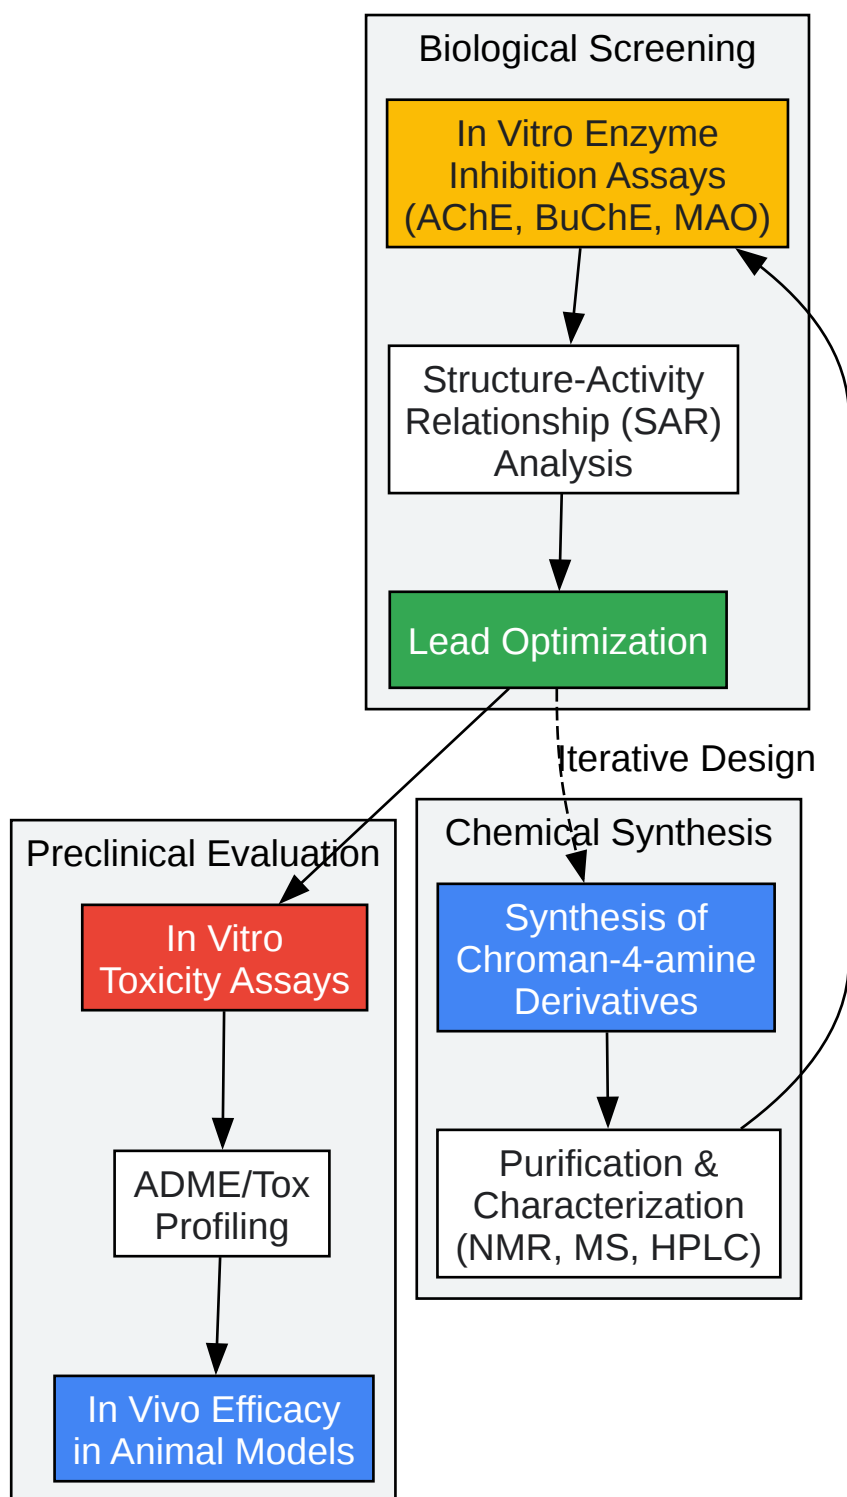 Biological Screening
In Vitro Enzyme
Inhibition Assays
(AChE, BuChE, MAO)
Structure-Activity
Relationship (SAR)
Analysis
Lead Optimization
Iterative Design
Preclinical Evaluation
In Vitro
Toxicity Assays
ADME/Tox
Profiling
In Vivo Efficacy
in Animal Models
Chemical Synthesis
Synthesis of
Chroman-4-amine
Derivatives
Purification &
Characterization
(NMR, MS, HPLC)